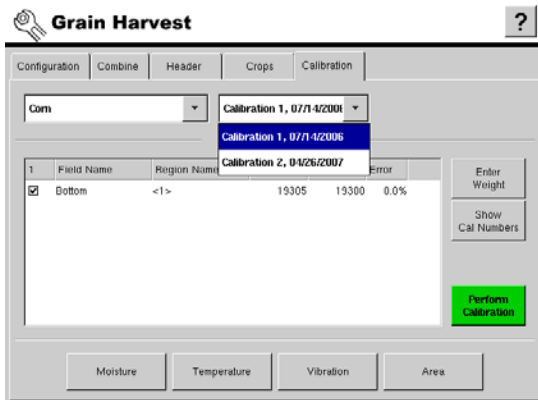 Grain Harvest
?
Configuration Combine Header Crops Calibration
Corn Calibration 1, 07/14/2006
Calibration 1, 07/14/2006
Calibration 2, 04/26/2007
1 Field Name Region Name Error
Bottom <1> 19305 19300 0.0%
Enter
Weight
Show
Cal Numbers
Perform
Calibration
Moisture Temperature Vibration Area